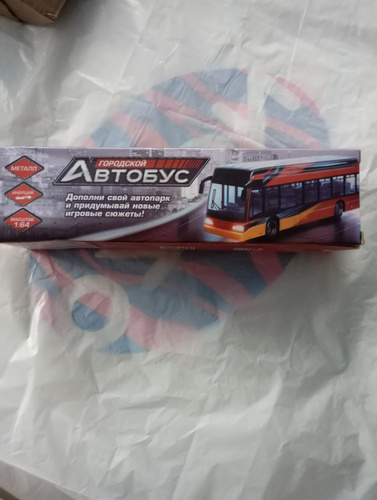 МЕТАЛЛ
ИНЕРЦИЯ
МАСШТАБ
1:64
ГОРОДСКОЙ
АВТОБУС
Дополни свой автопарк
и придумывай новые
игровые сюжеты!